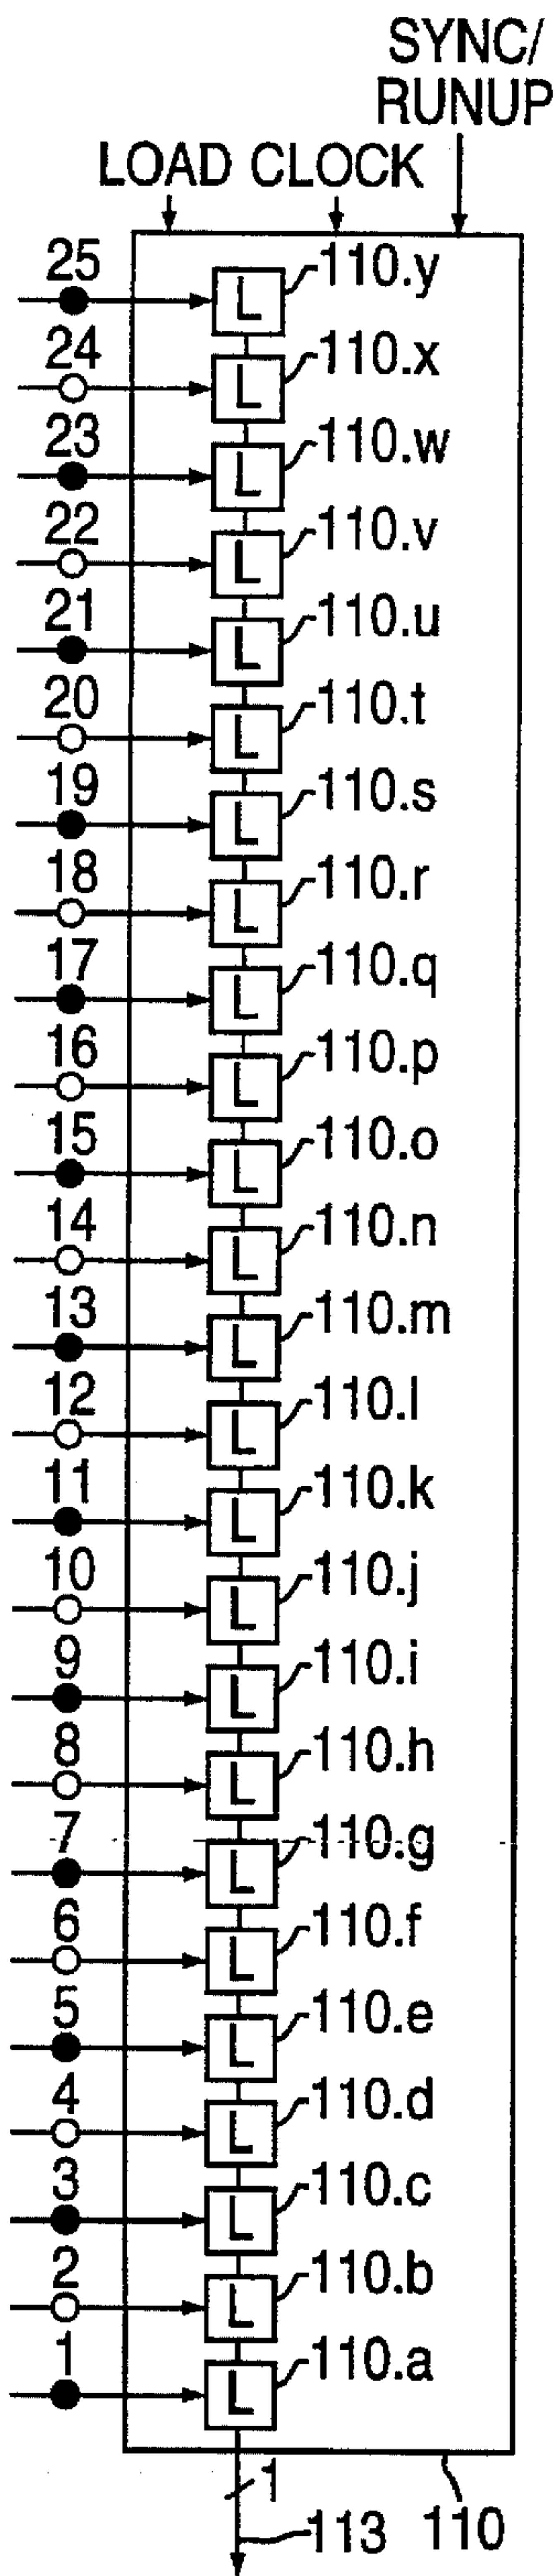 SYNC/
RUNUP
LOAD CLOCK
25 L 110.y
24 L 110.x
23 L 110.w
22 L 110.v
21 L 110.u
20 L 110.t
19 L 110.s
18 L 110.r
17 L 110.q
16 L 110.p
15 L 110.o
14 L 110.n
13 L 110.m
12 L 110.l
11 L 110.k
10 L 110.j
9 L 110.i
8 L 110.h
7 L 110.g
6 L 110.f
5 L 110.e
4 L 110.d
3 L 110.c
2 L 110.b
1 L 110.a
1
113 110